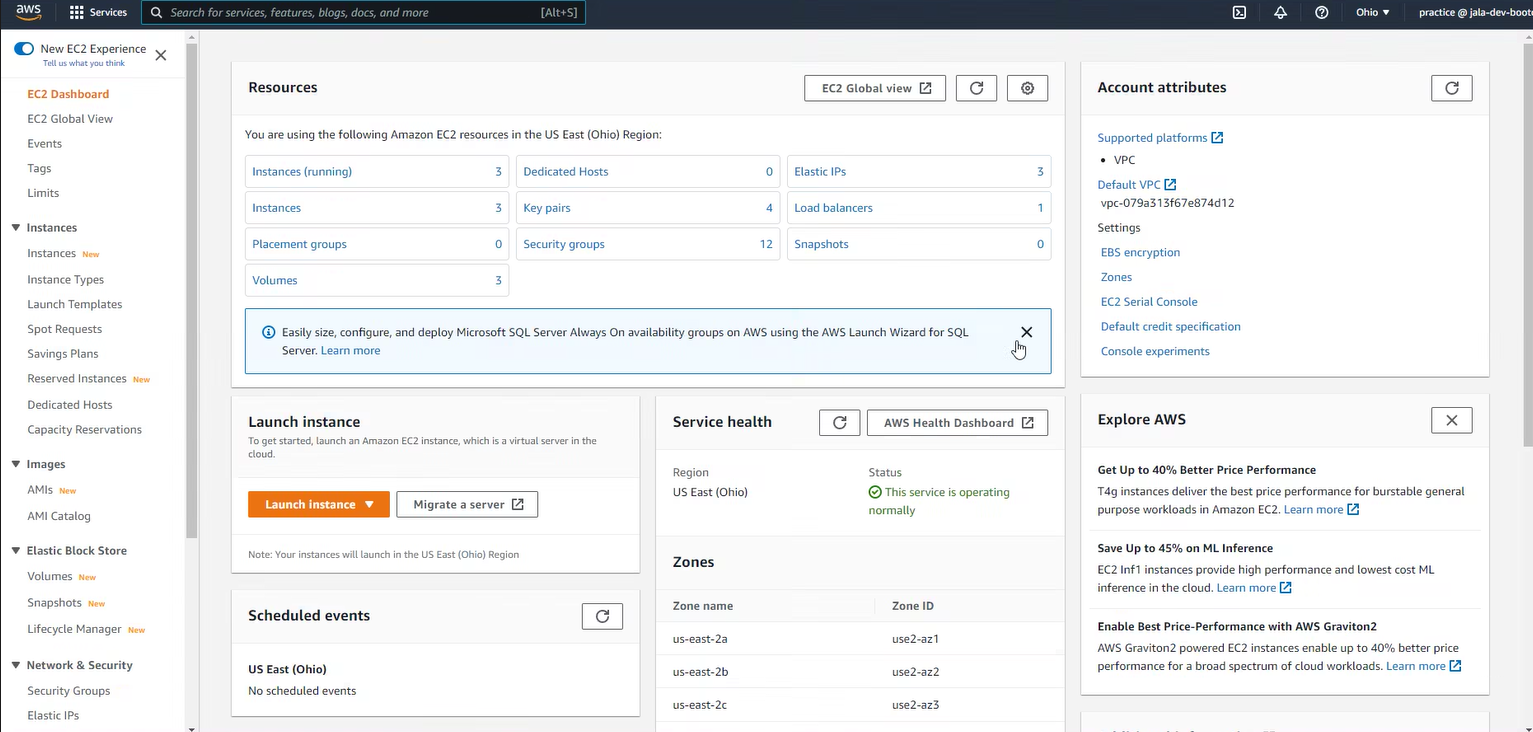 aws
Services
Search for services, features, blogs, docs, and more
[Alt+S]
Ohio
practice @ jala-dev-boot
New EC2 Experience
Tell us what you think
EC2 Dashboard
EC2 Global View
Events
Tags
Limits
Instances
Instances New
Instance Types
Launch Templates
Spot Requests
Savings Plans
Reserved Instances New
Dedicated Hosts
Capacity Reservations
Images
AMIs New
AMI Catalog
Elastic Block Store
Volumes New
Snapshots New
Lifecycle Manager New
Network & Security
Security Groups
Elastic IPs
Resources
EC2 Global view
You are using the following Amazon EC2 resources in the US East (Ohio) Region:
Instances (running) 3
Dedicated Hosts 0
Elastic IPs 3
Instances 3
Key pairs 4
Load balancers 1
Placement groups 0
Security groups 12
Snapshots 0
Volumes 3
Easily size, configure, and deploy Microsoft SQL Server Always On availability groups on AWS using the AWS Launch Wizard for SQL
Server. Learn more
Launch instance
To get started, launch an Amazon EC2 instance, which is a virtual server in the
cloud.
Launch instance
Migrate a server
Note: Your instances will launch in the US East (Ohio) Region
Scheduled events
US East (Ohio)
No scheduled events
Service health
AWS Health Dashboard
Region
US East (Ohio)
Status
This service is operating
normally
Zones
Zone name
Zone ID
us-east-2a
use2-az1
us-east-2b
use2-az2
us-east-2c
use2-az3
Account attributes
Supported platforms
• VPC
Default VPC
vpc-079a313f67e874d12
Settings
EBS encryption
Zones
EC2 Serial Console
Default credit specification
Console experiments
Explore AWS
Get Up to 40% Better Price Performance
T4g instances deliver the best price performance for burstable general
purpose workloads in Amazon EC2. Learn more
Save Up to 45% on ML Inference
EC2 Inf1 instances provide high performance and lowest cost ML
inference in the cloud. Learn more
Enable Best Price-Performance with AWS Graviton2
AWS Graviton2 powered EC2 instances enable up to 40% better price
performance for a broad spectrum of cloud workloads. Learn more